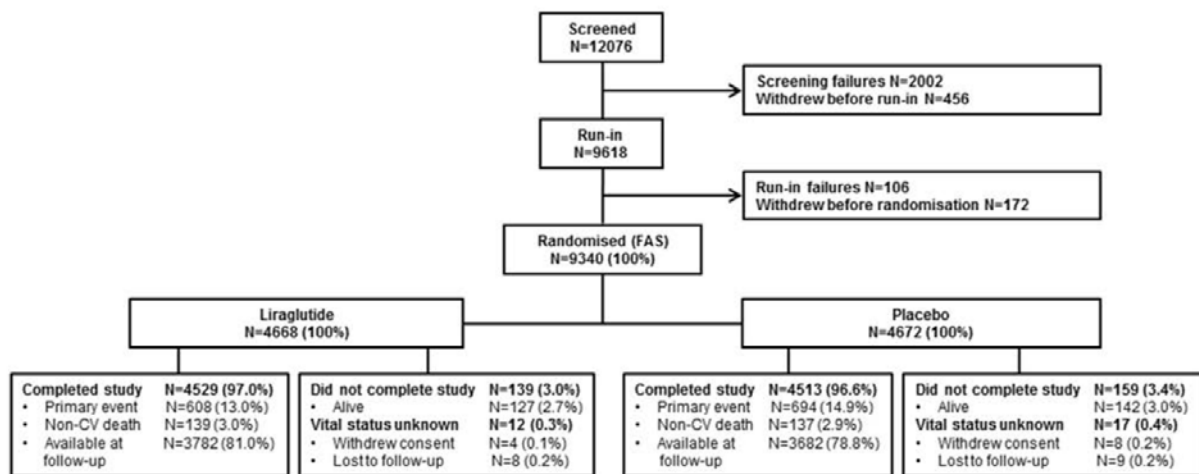 Screened
N=12076
Screening failures N=2002
Withdrew before run-in N=456
Run-in
N=9618
Run-in failures N=106
Withdrew before randomisation N=172
Randomised (FAS)
N=9340 (100%)
Liraglutide
N=4668 (100%)
Placebo
N=4672 (100%)
Completed study N=4529 (97.0%)
• Primary event N=608 (13.0%)
• Non-CV death N=139 (3.0%)
• Available at N=3782 (81.0%)
follow-up
Did not complete study N=139 (3.0%)
• Alive N=127 (2.7%)
Vital status unknown N=12 (0.3%)
• Withdrew consent N=4 (0.1%)
• Lost to follow-up N=8 (0.2%)
Completed study N=4513 (96.6%)
• Primary event N=694 (14.9%)
• Non-CV death N=137 (2.9%)
• Available at N=3682 (78.8%)
follow-up
Did not complete study N=159 (3.4%)
• Alive N=142 (3.0%)
Vital status unknown N=17 (0.4%)
• Withdrew consent N=8 (0.2%)
• Lost to follow-up N=9 (0.2%)